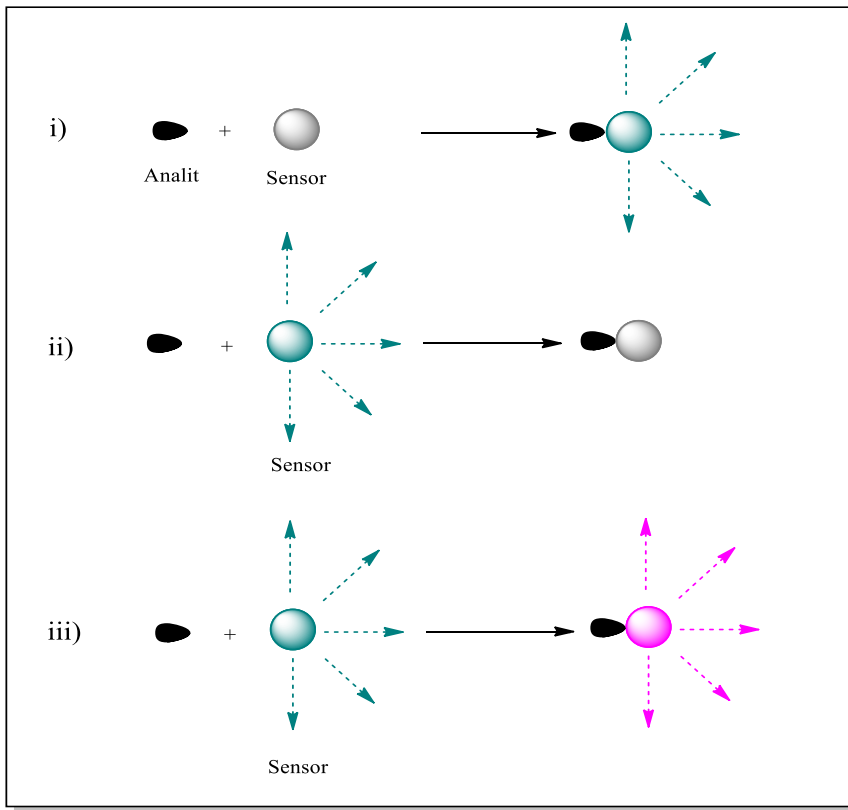 i)
+
Analit
Sensor
ii)
+
Sensor
iii)
+
Sensor